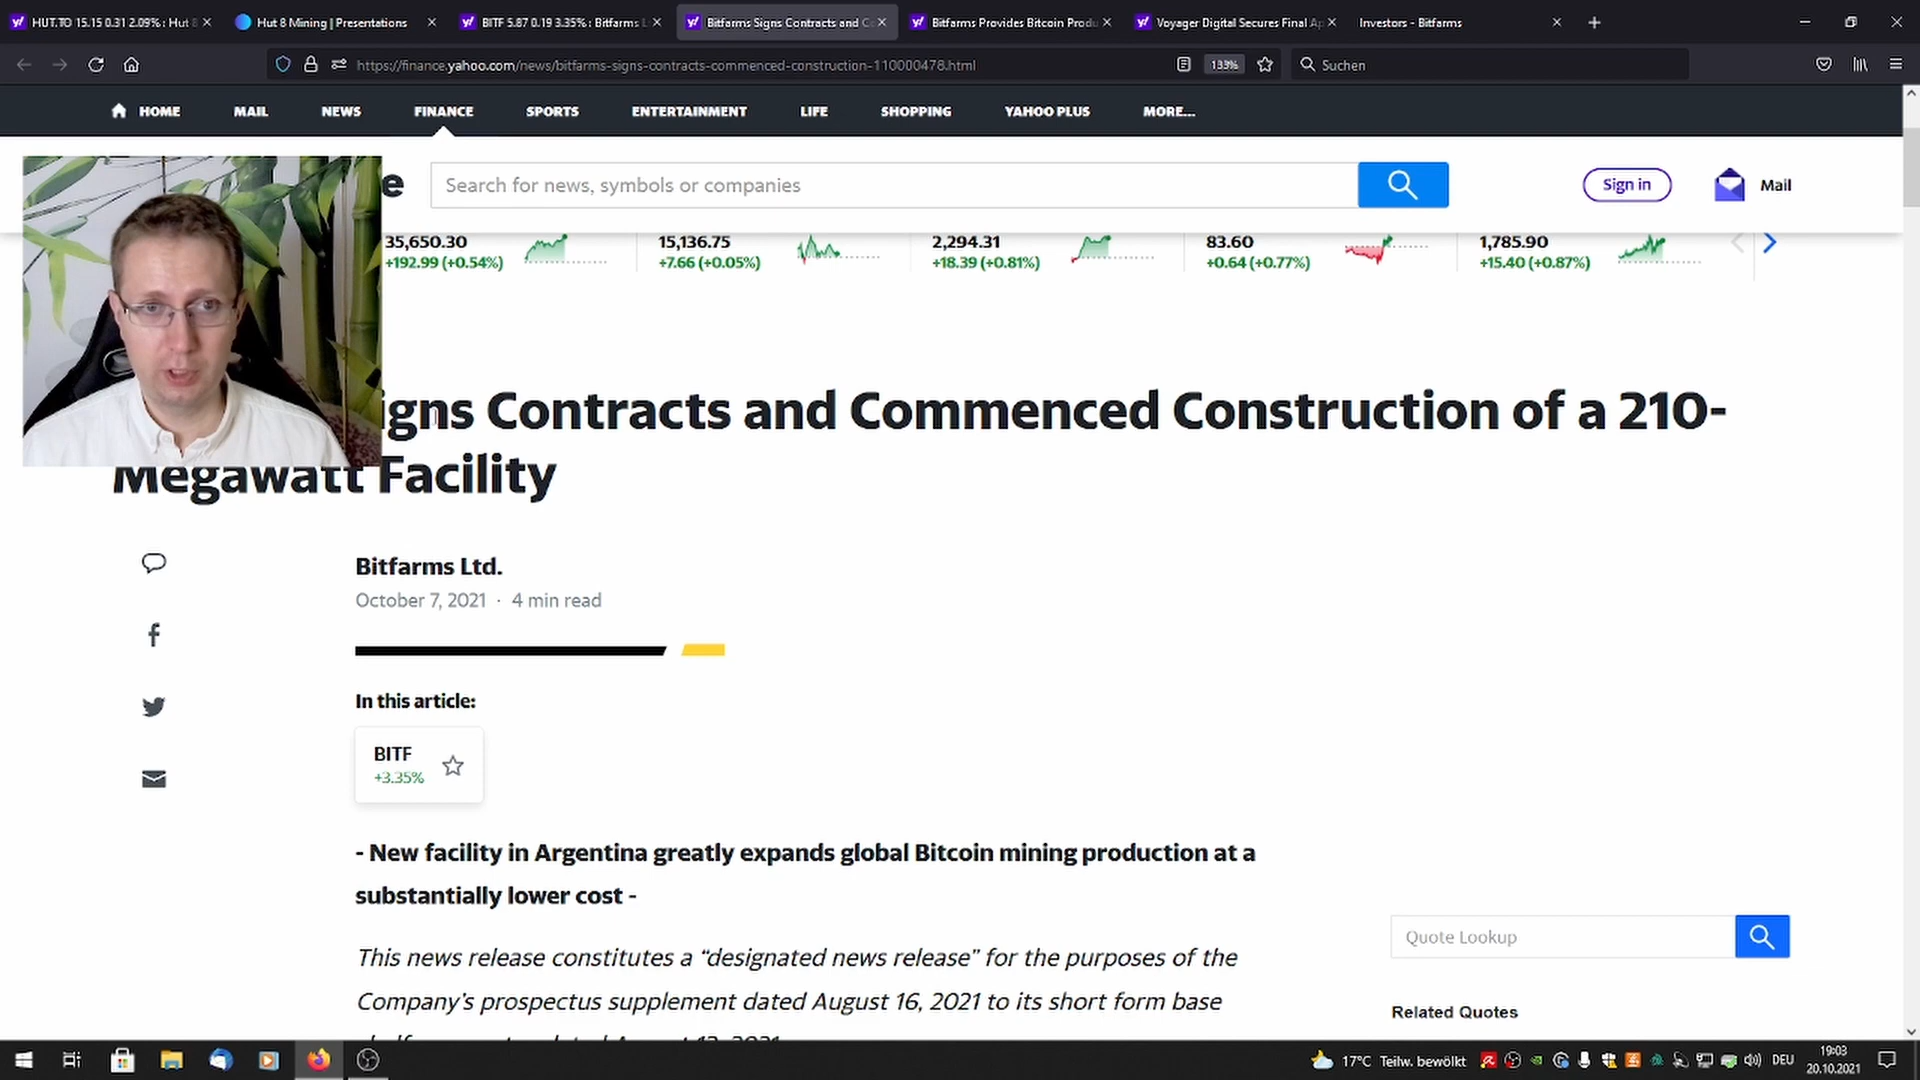 HUT.TO 15.15 0.31 2.09% : Hut 8
Hut 8 Mining | Presentations
BITF 5.87 0.19 3.35% : Bitfarms L
Bitfarms Signs Contracts and C
Bitfarms Provides Bitcoin Produ
Voyager Digital Secures Final Ap
Investors - Bitfarms
https://finance.yahoo.com/news/bitfarms-signs-contracts-commenced-construction-110000478.html
133%
Suchen
HOME
MAIL
NEWS
FINANCE
SPORTS
ENTERTAINMENT
LIFE
SHOPPING
YAHOO PLUS
MORE...
e
Search for news, symbols or companies
Sign in
Mail
35,650.30
+192.99 (+0.54%)
15,136.75
+7.66 (+0.05%)
2,294.31
+18.39 (+0.81%)
83.60
+0.64 (+0.77%)
1,785.90
+15.40 (+0.87%)
igns Contracts and Commenced Construction of a 210-
Megawatt Facility
Bitfarms Ltd.
October 7, 2021 · 4 min read
In this article:
BITF
+3.35%
- New facility in Argentina greatly expands global Bitcoin mining production at a
substantially lower cost -
This news release constitutes a “designated news release” for the purposes of the
Company’s prospectus supplement dated August 16, 2021 to its short form base
Quote Lookup
Related Quotes
17°C Teilw. bewölkt
DEU
19:03
20.10.2021